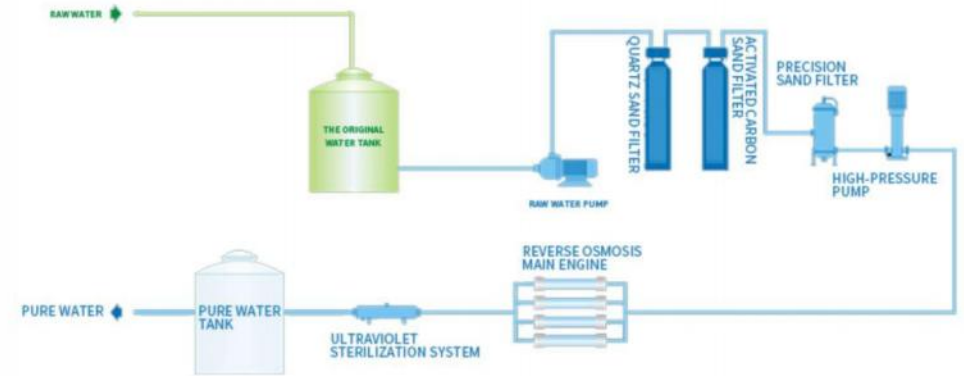 RAW WATER
THE ORIGINAL
WATER TANK
RAW WATER PUMP
QUARTZ SAND FILTER
ACTIVATED CARBON
SAND FILTER
PRECISION
SAND FILTER
HIGH-PRESSURE
PUMP
REVERSE OSMOSIS
MAIN ENGINE
ULTRAVIOLET
STERILIZATION SYSTEM
PURE WATER
TANK
PURE WATER